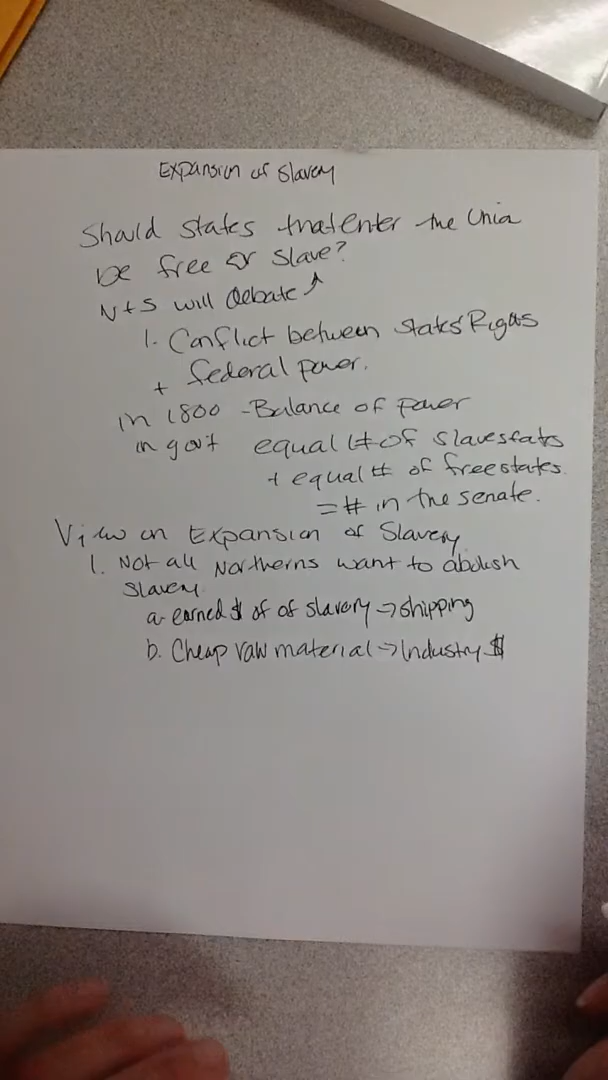 Expansion of Slavery
Should states that enter the Union
be free or slave?
N+S will debate ↑
1. Conflict between States Rights
+ federal power.
in 1800 - Balance of power
in gov't equal # of slave states
+ equal # of free states.
= # in the senate.
View on Expansion of Slavery
1. Not all Northerns want to abolish
Slavery
a. earned $ of of slavery → shipping
b. Cheap raw material → Industry $